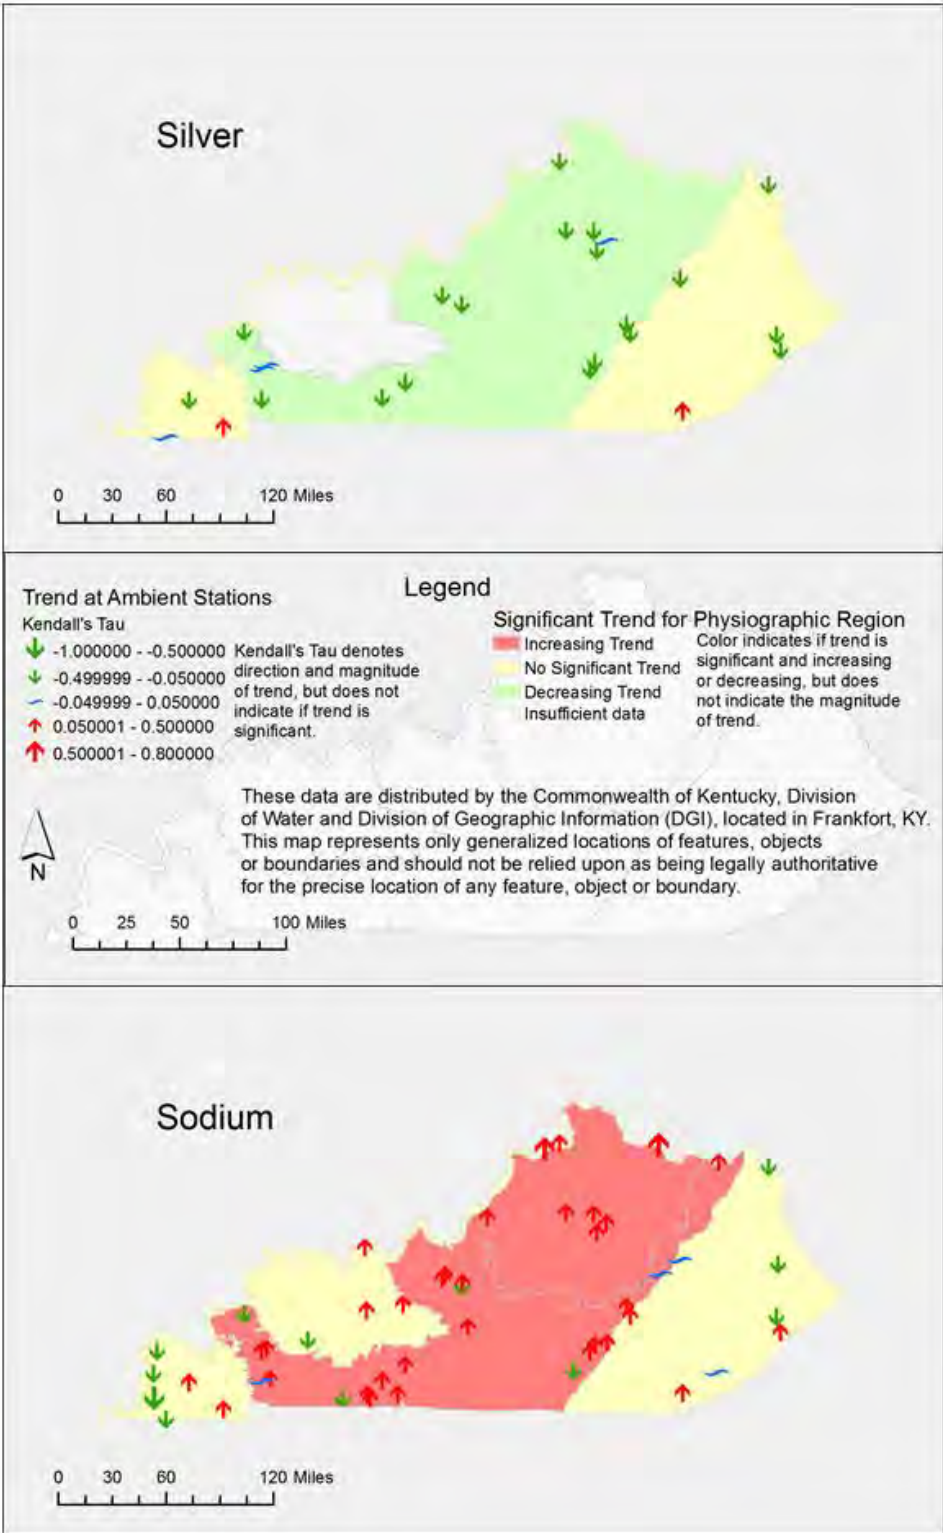 Silver
0 30 60 120 Miles
Legend
Trend at Ambient Stations
Kendall's Tau
-1.000000 - -0.500000
-0.499999 - -0.050000
-0.049999 - 0.050000
0.050001 - 0.500000
0.500001 - 0.800000
Kendall's Tau denotes
direction and magnitude
of trend, but does not
indicate if trend is
significant.
Significant Trend for Physiographic Region
Increasing Trend
No Significant Trend
Decreasing Trend
Insufficient data
Color indicates if trend is
significant and increasing
or decreasing, but does
not indicate the magnitude
of trend.
These data are distributed by the Commonwealth of Kentucky, Division
of Water and Division of Geographic Information (DGI), located in Frankfort, KY.
This map represents only generalized locations of features, objects
or boundaries and should not be relied upon as being legally authoritative
for the precise location of any feature, object or boundary.
N
0 25 50 100 Miles
Sodium
0 30 60 120 Miles